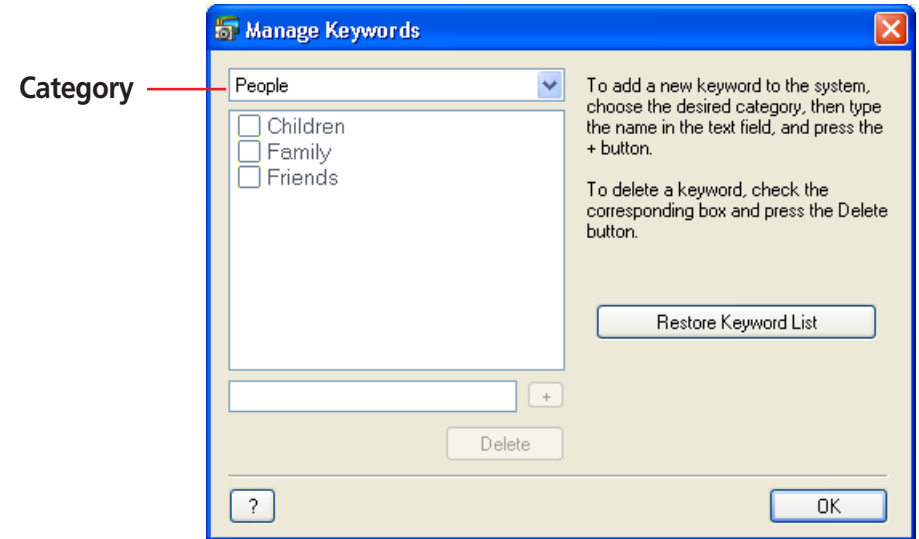 Manage Keywords
Category
People
Children
Family
Friends
+
Delete
To add a new keyword to the system,
choose the desired category, then type
the name in the text field, and press the
+ button.
To delete a keyword, check the
corresponding box and press the Delete
button.
Restore Keyword List
?
OK